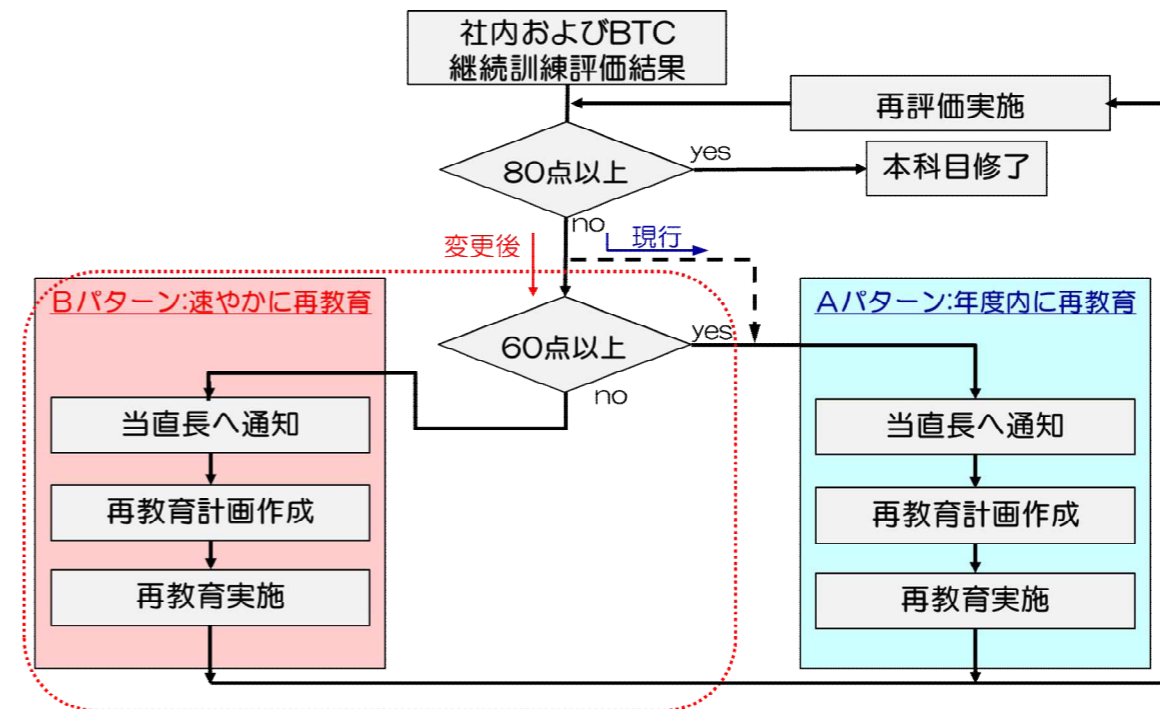 社内およびBTC
継続訓練評価結果
再評価実施
80点以上
yes
本科目修了
no
変更後
現行
Bパターン:速やかに再教育
Aパターン:年度内に再教育
60点以上
yes
no
当直長へ通知
再教育計画作成
再教育実施
当直長へ通知
再教育計画作成
再教育実施